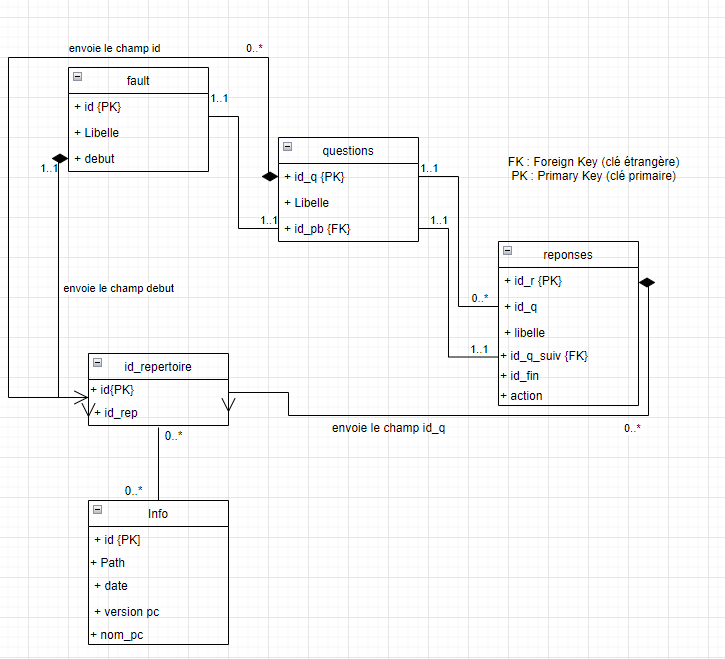 envoie le champ id
0..*
fault
+ id {PK}
+ Libelle
+ debut
1..1
1..1
questions
+ id_q {PK}
+ Libelle
+ id_pb {FK}
1..1
1..1
1..1
FK : Foreign Key (clé étrangère)
PK : Primary Key (clé primaire)
reponses
+ id_r {PK}
+ id_q
+ libelle
+ id_q_suiv {FK}
+ id_fin
+ action
0..*
1..1
envoie le champ debut
id_repertoire
+ id{PK}
+ id_rep
envoie le champ id_q
0..*
0..*
0..*
Info
+ id {PK]
+ Path
+ date
+ version pc
+ nom_pc